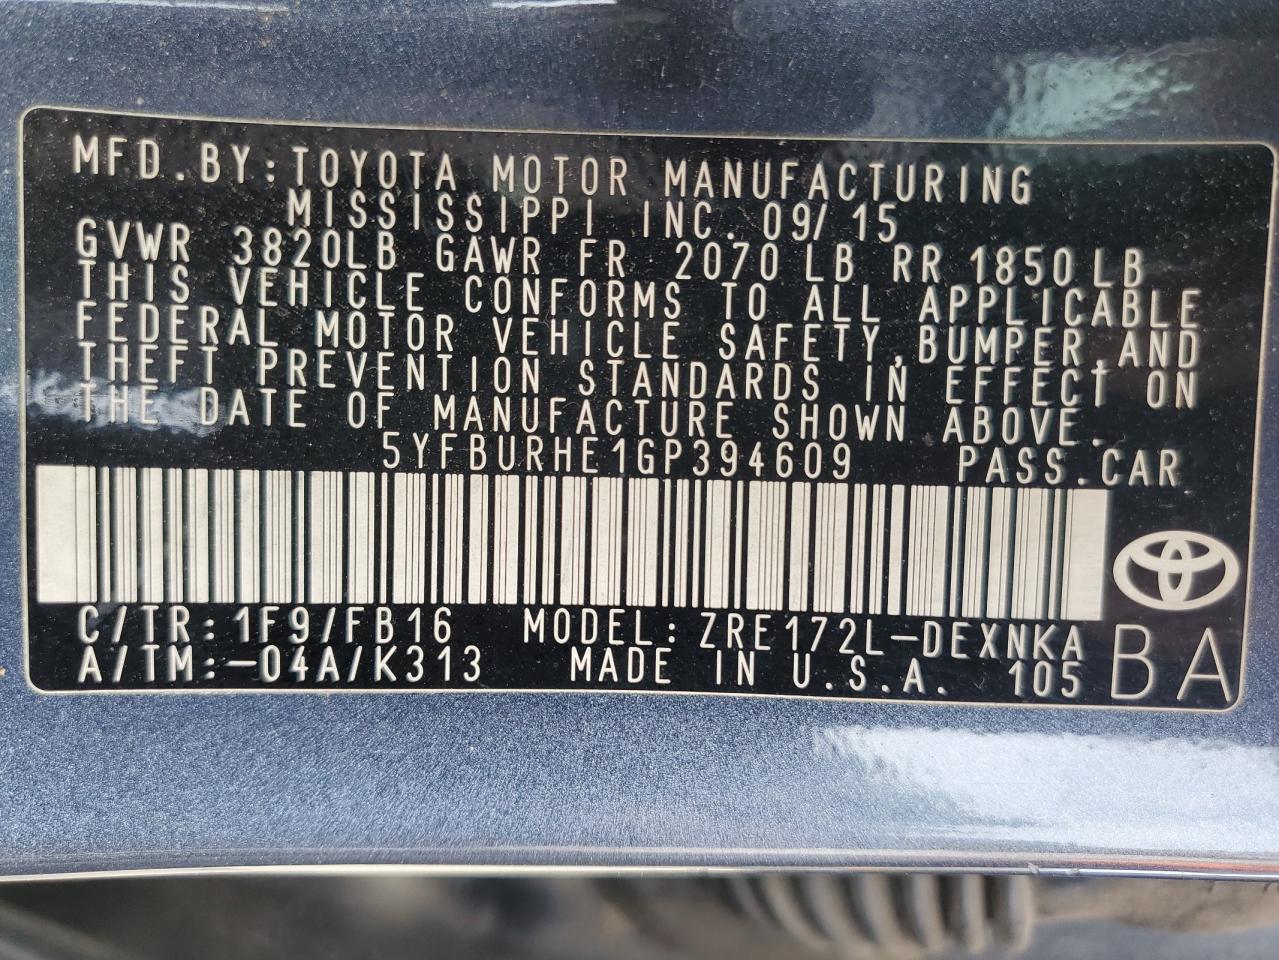 MFD.BY:TOYOTA MOTOR MANUFACTURING
MISSISSIPPI INC. 09/15
GVWR 3820LB GAWR FR 2070LB RR 1850LB
THIS VEHICLE CONFORMS TO ALL APPLICABLE
FEDERAL MOTOR VEHICLE SAFETY,BUMPER,AND
THEFT PREVENTION STANDARDS IN EFFECT ON
THE DATE OF MANUFACTURE SHOWN ABOVE.
5YFBURHE1GP394609 PASS.CAR
C/TR:1F9/FB16 MODEL:ZRE172L-DEXNKA
A/TM:-04A/K313 MADE IN U.S.A. 105 BA